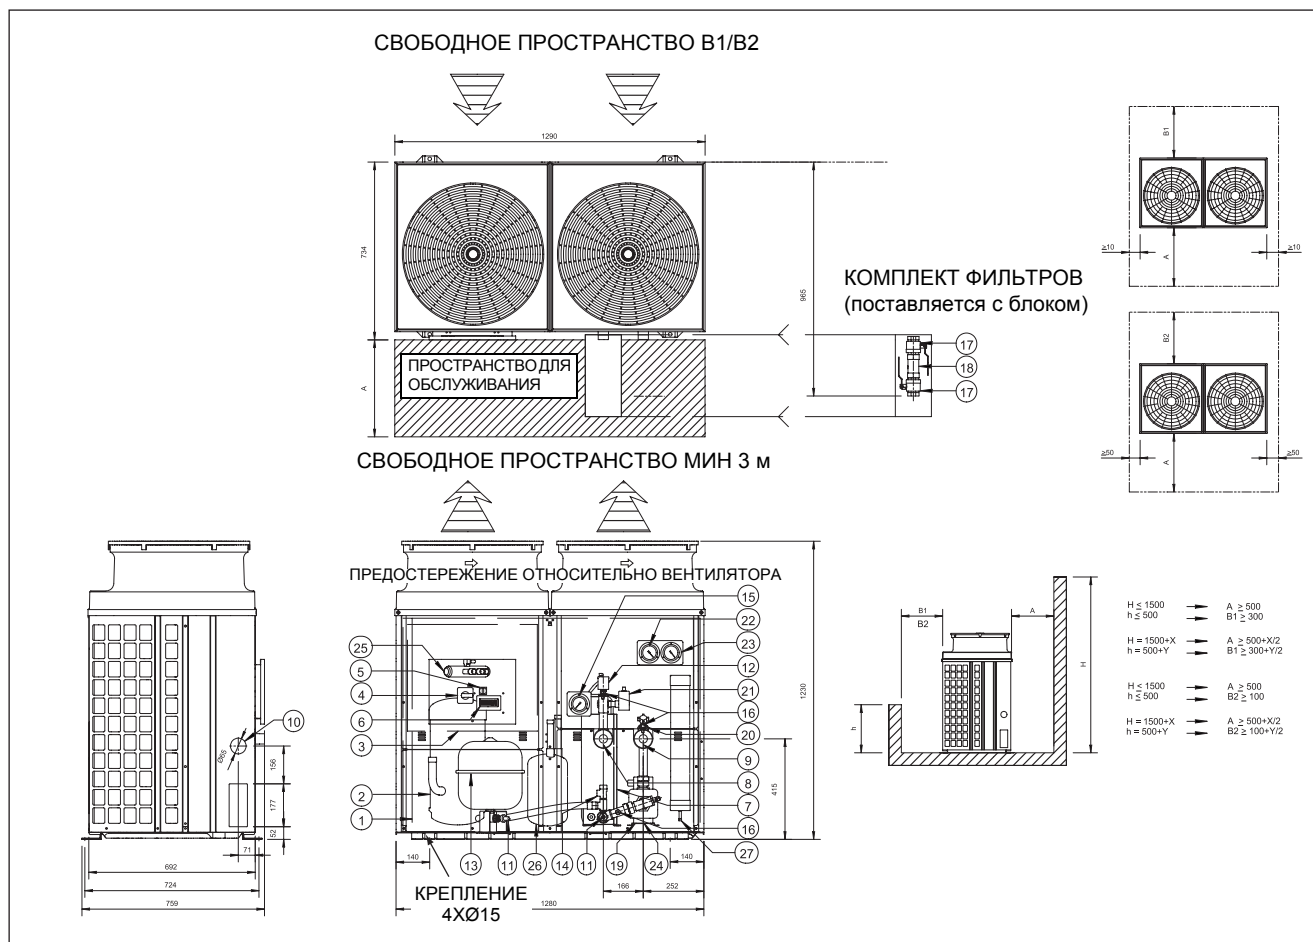 СВОБОДНОЕ ПРОСТРАНСТВО B1/B2
1290
734
965
A
ПРОСТРАНСТВО ДЛЯ
ОБСЛУЖИВАНИЯ
КОМПЛЕКТ ФИЛЬТРОВ
(поставляется с блоком)
17
18
17
B1
≥10
≥10
A
B2
≥50
≥50
A
СВОБОДНОЕ ПРОСТРАНСТВО МИН 3 м
ПРЕДОСТЕРЕЖЕНИЕ ОТНОСИТЕЛЬНО ВЕНТИЛЯТОРА
10
Ø65
156
177
52
71
692
724
759
25
5
4
6
3
2
1
15
22
23
12
21
16
20
9
8
7
16
27
1230
415
140
13
11
26
14
11
19
24
140
166
252
1280
КРЕПЛЕНИЕ
4XØ15
B1
B2
A
h
H
H ≤ 1500 A ≥ 500
h ≤ 500 B1 ≥ 300
H = 1500+X A ≥ 500+X/2
h = 500+Y B1 ≥ 300+Y/2
H ≤ 1500 A ≥ 500
h ≤ 500 B2 ≥ 100
H = 1500+X A ≥ 500+X/2
h = 500+Y B2 ≥ 100+Y/2